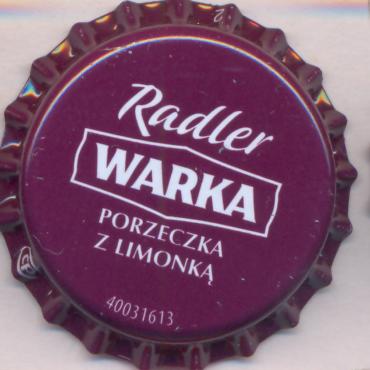 Radler
WARKA
PORZECZKA
Z LIMONKĄ
40031613